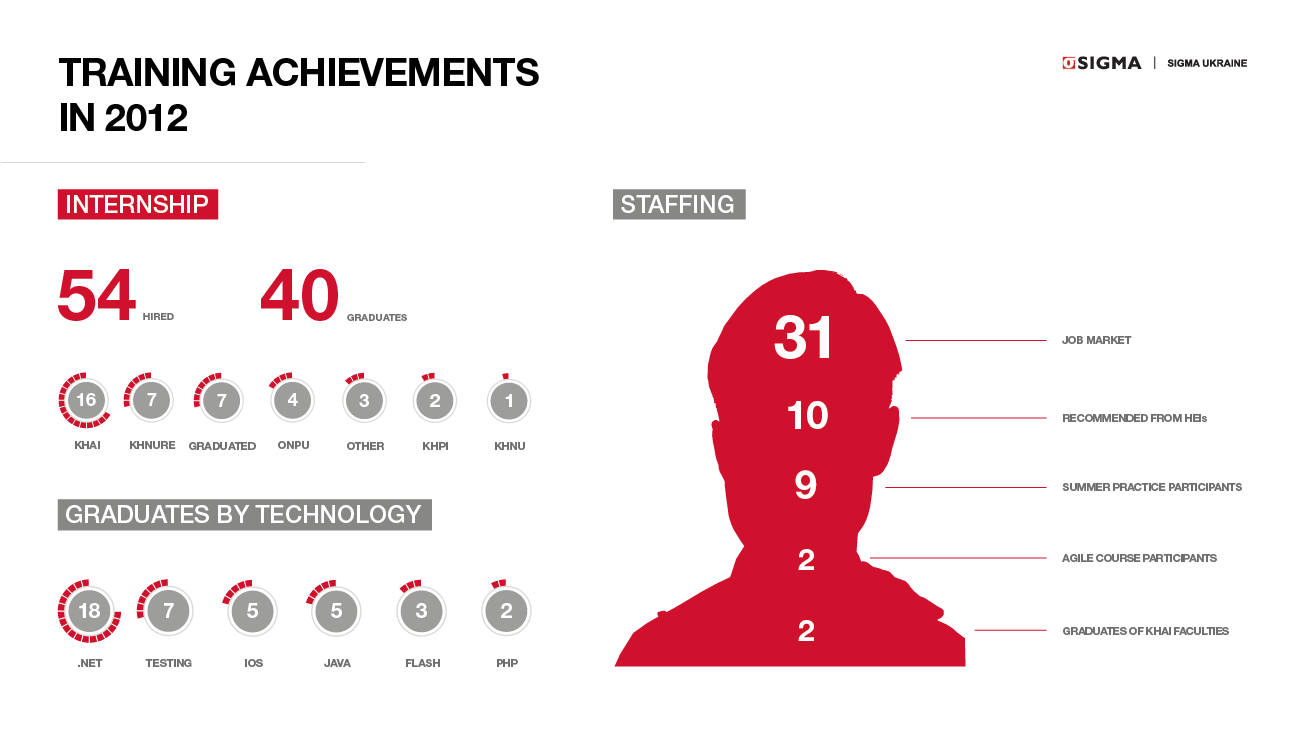 TRAINING ACHIEVEMENTS
IN 2012
SIGMA | SIGMA UKRAINE
INTERNSHIP
54 HIRED
40 GRADUATES
16 7 7 4 3 2 1
KHAI KHNURE GRADUATED ONPU OTHER KHPI KHNU
GRADUATES BY TECHNOLOGY
18 7 5 5 3 2
.NET TESTING IOS JAVA FLASH PHP
STAFFING
31 JOB MARKET
10 RECOMMENDED FROM HEIs
9 SUMMER PRACTICE PARTICIPANTS
2 AGILE COURSE PARTICIPANTS
2 GRADUATES OF KHAI FACULTIES